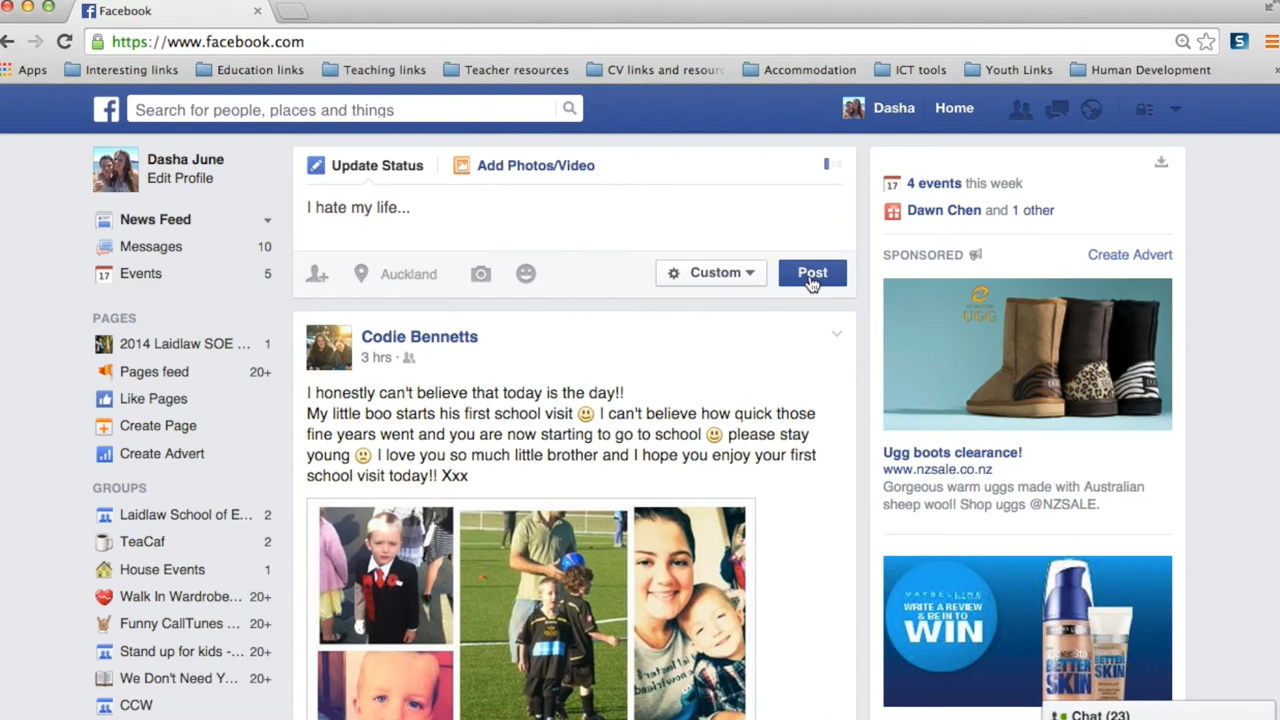 Facebook
https://www.facebook.com
Apps Interesting links Education links Teaching links Teacher resources CV links and resourc Accommodation ICT tools Youth Links Human Development
Search for people, places and things
Dasha Home
Dasha June
Edit Profile
News Feed
Messages 10
17 Events 5
PAGES
2014 Laidlaw SOE ... 1
Pages feed 20+
Like Pages
Create Page
Create Advert
GROUPS
Laidlaw School of E... 2
TeaCaf 2
House Events 1
Walk In Wardrobe... 20+
Funny CallTunes ... 20+
Stand up for kids -... 20+
We Don't Need Y... 20+
CCW
Update Status Add Photos/Video
I hate my life...
Auckland Custom Post
Codie Bennetts
3 hrs ·
I honestly can't believe that today is the day!!
My little boo starts his first school visit 😃 I can't believe how quick those
fine years went and you are now starting to go to school 😃 please stay
young 🙁 I love you so much little brother and I hope you enjoy your first
school visit today!! Xxx
17 4 events this week
Dawn Chen and 1 other
SPONSORED Create Advert
UGG
Ugg boots clearance!
www.nzsale.co.nz
Gorgeous warm uggs made with Australian
sheep wool! Shop uggs @NZSALE.
MAYBELLINE
WRITE A REVIEW
& BE IN TO
WIN
BETTER
SKIN
Chat (23)